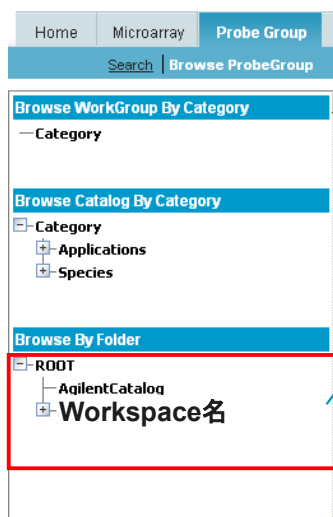 Home Microarray Probe Group
Search | Browse ProbeGroup
Browse WorkGroup By Category
Category
Browse Catalog By Category
Category
Applications
Species
Browse By Folder
ROOT
AgilentCatalog
Workspace名